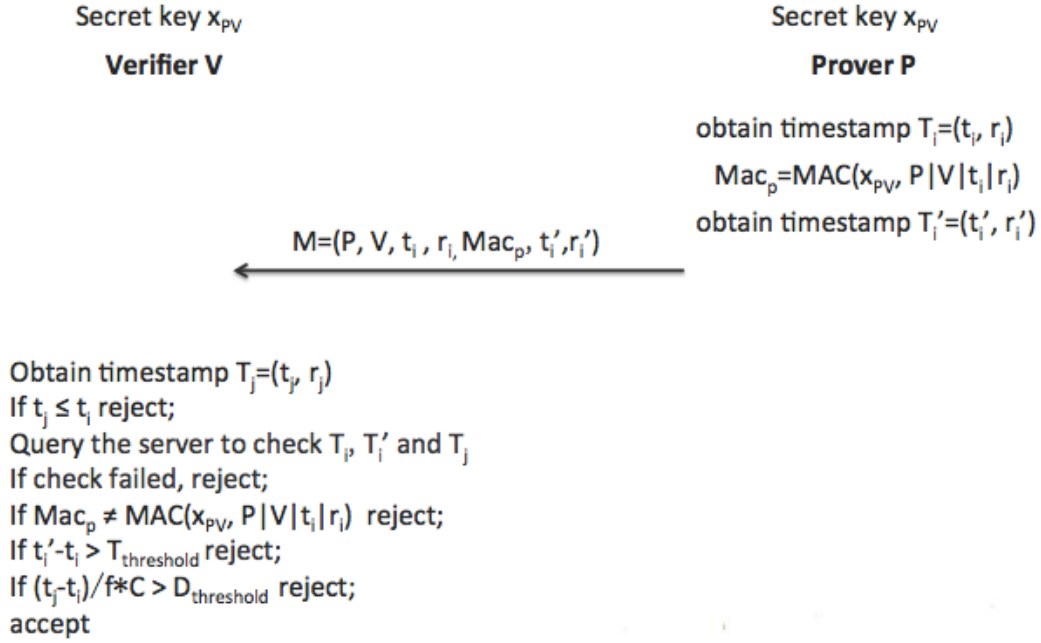 Secret key xPV
Verifier V
Secret key xPV
Prover P
obtain timestamp Ti=(ti, ri)
Macp=MAC(xPV, P|V|ti|ri)
obtain timestamp Ti'=(ti', ri')
M=(P, V, ti , ri, Macp, ti',ri')
Obtain timestamp Tj=(tj, rj)
If tj ≤ ti reject;
Query the server to check Ti, Ti' and Tj
If check failed, reject;
If Macp ≠ MAC(xPV, P|V|ti|ri) reject;
If ti'-ti > Tthreshold reject;
If (tj-ti)/f*C > Dthreshold reject;
accept